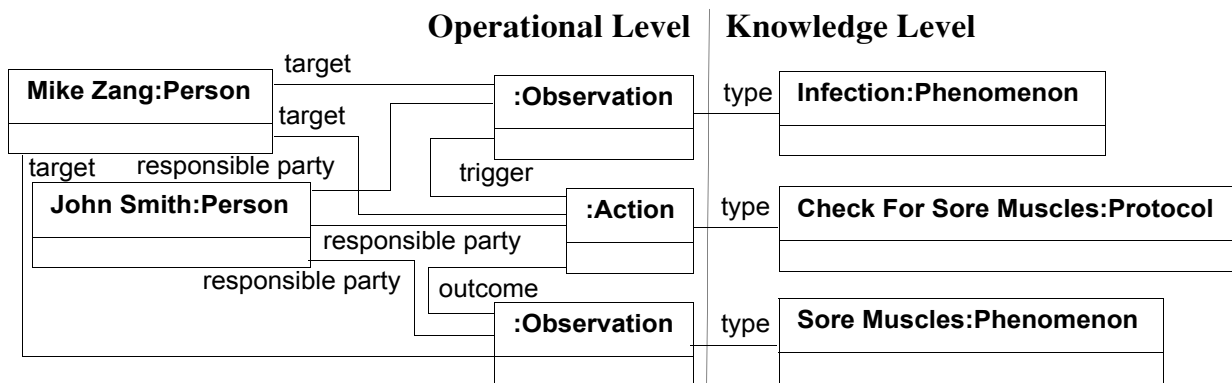 Operational Level Knowledge Level
target
Mike Zang:Person
:Observation
type
Infection:Phenomenon
target
target
responsible party
trigger
John Smith:Person
:Action
type
Check For Sore Muscles:Protocol
responsible party
responsible party
outcome
:Observation
type
Sore Muscles:Phenomenon